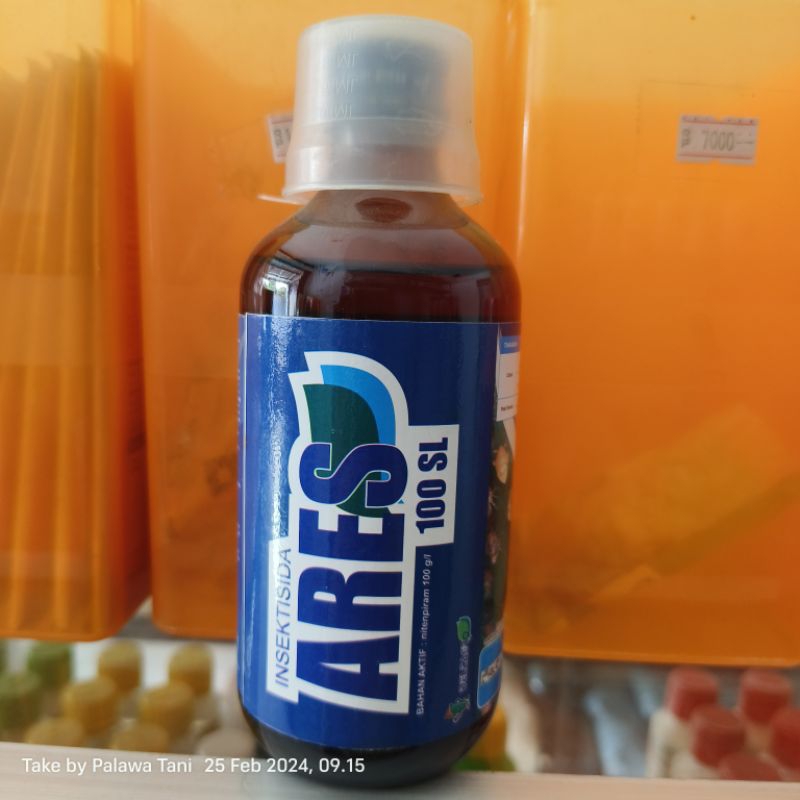 7000
INSEKTISIDA
ARES
100 SL
BAHAN AKTIF : nitenpiram 100 g/l
Take by Palawa Tani 25 Feb 2024, 09.15